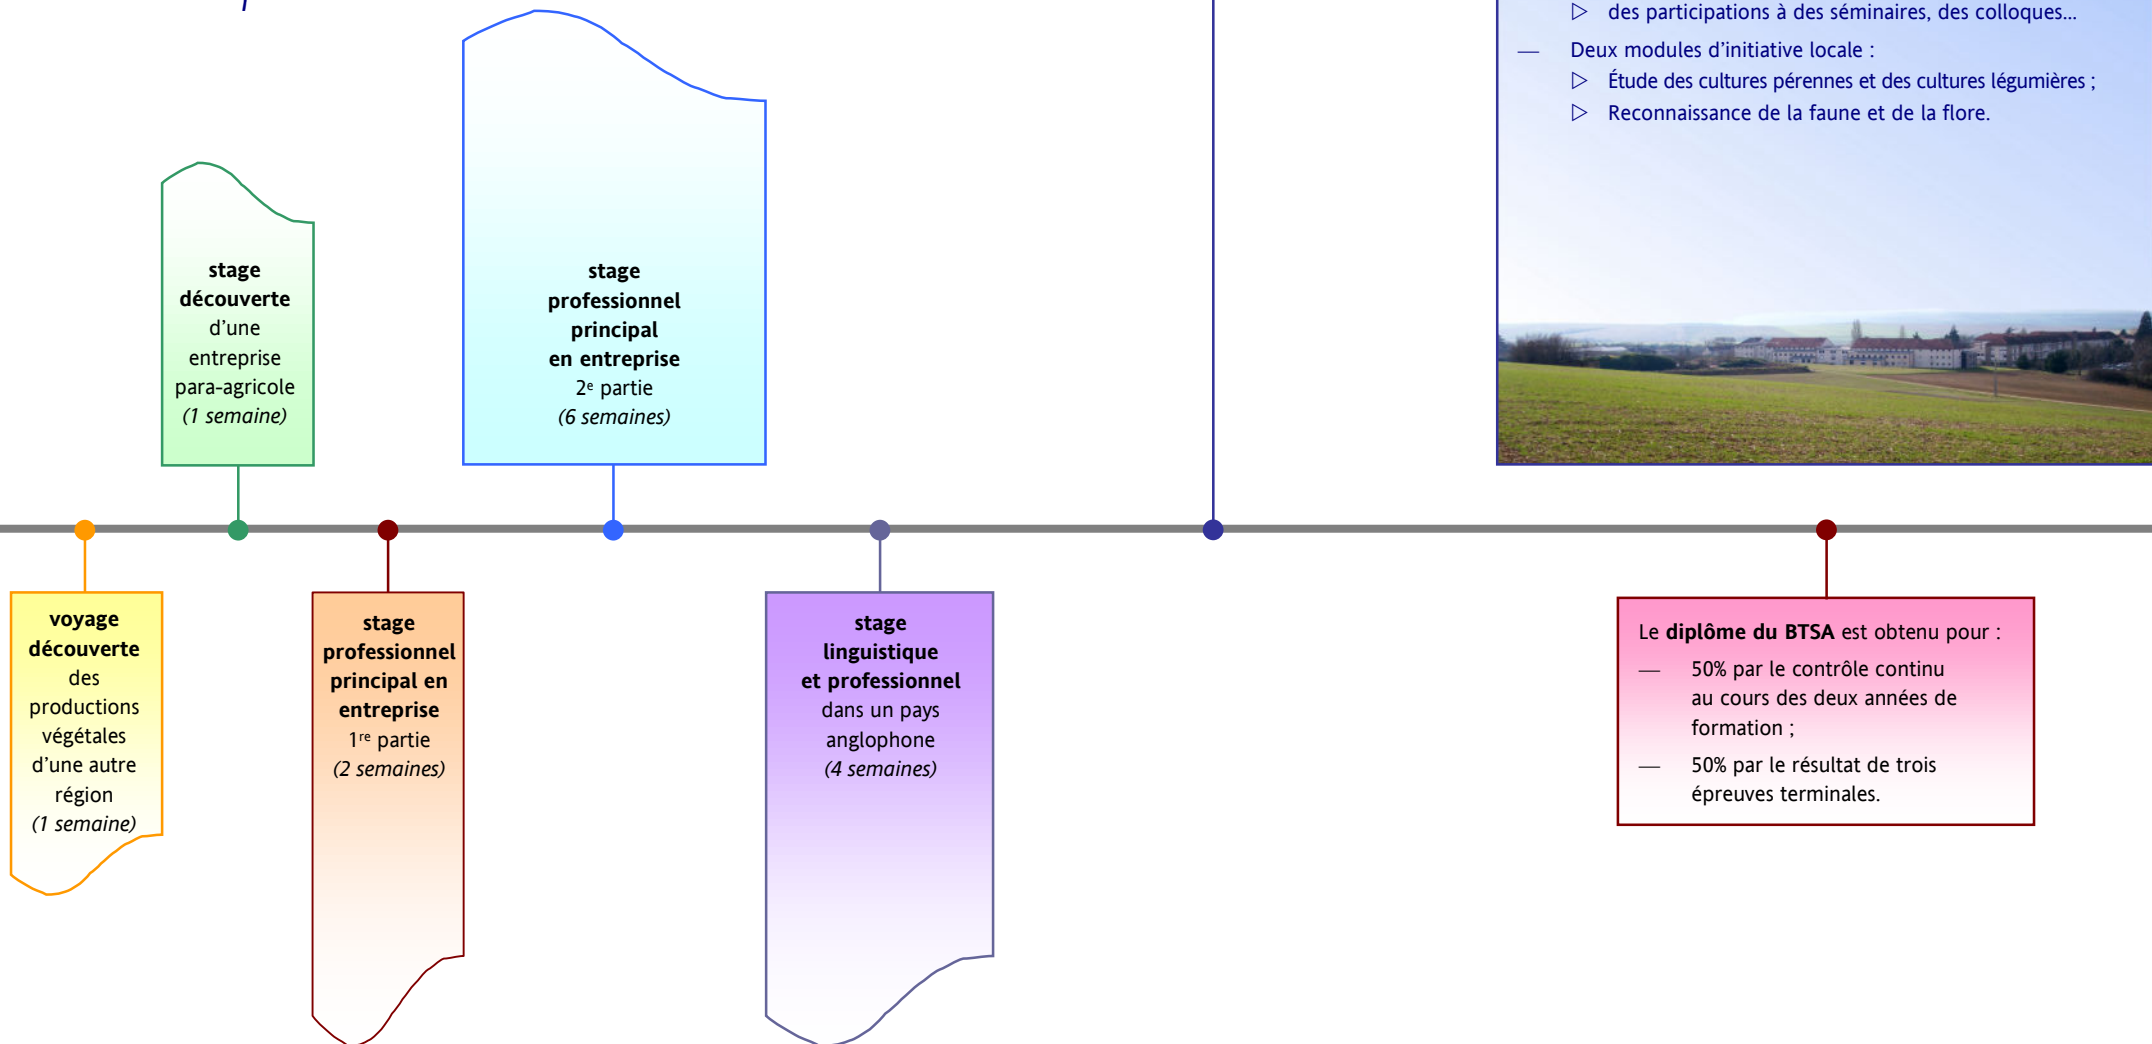 des participations à des séminaires, des colloques...
— Deux modules d'initiative locale :
▷ Étude des cultures pérennes et des cultures légumières ;
▷ Reconnaissance de la faune et de la flore.
stage
découverte
d'une
entreprise
para-agricole
(1 semaine)
stage
professionnel
principal
en entreprise
2e partie
(6 semaines)
voyage
découverte
des
productions
végétales
d'une autre
région
(1 semaine)
stage
professionnel
principal en
entreprise
1re partie
(2 semaines)
stage
linguistique
et professionnel
dans un pays
anglophone
(4 semaines)
Le diplôme du BTSA est obtenu pour :
— 50% par le contrôle continu
au cours des deux années de
formation ;
— 50% par le résultat de trois
épreuves terminales.